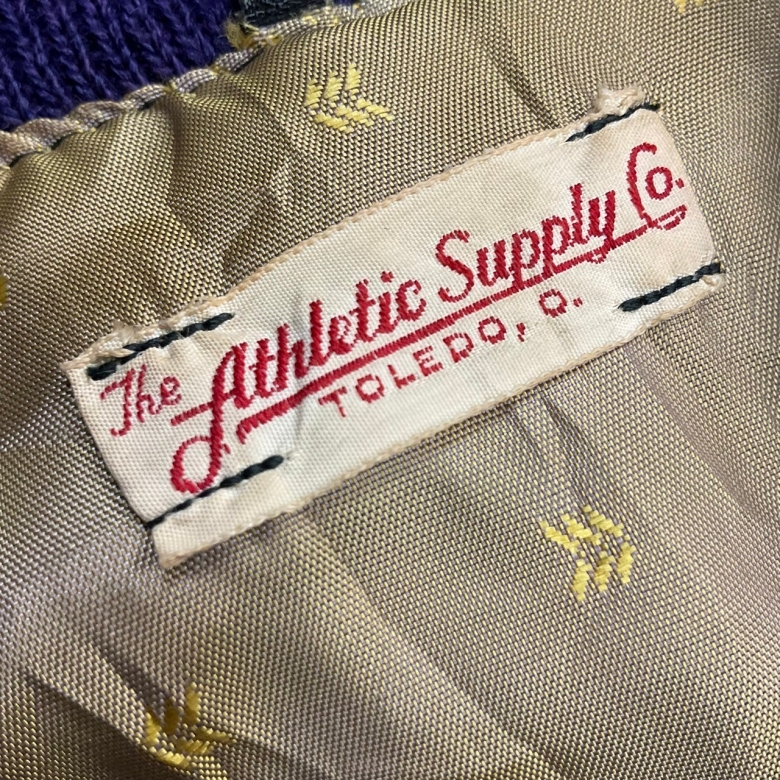 The Athletic Supply Co.
TOLEDO, O.